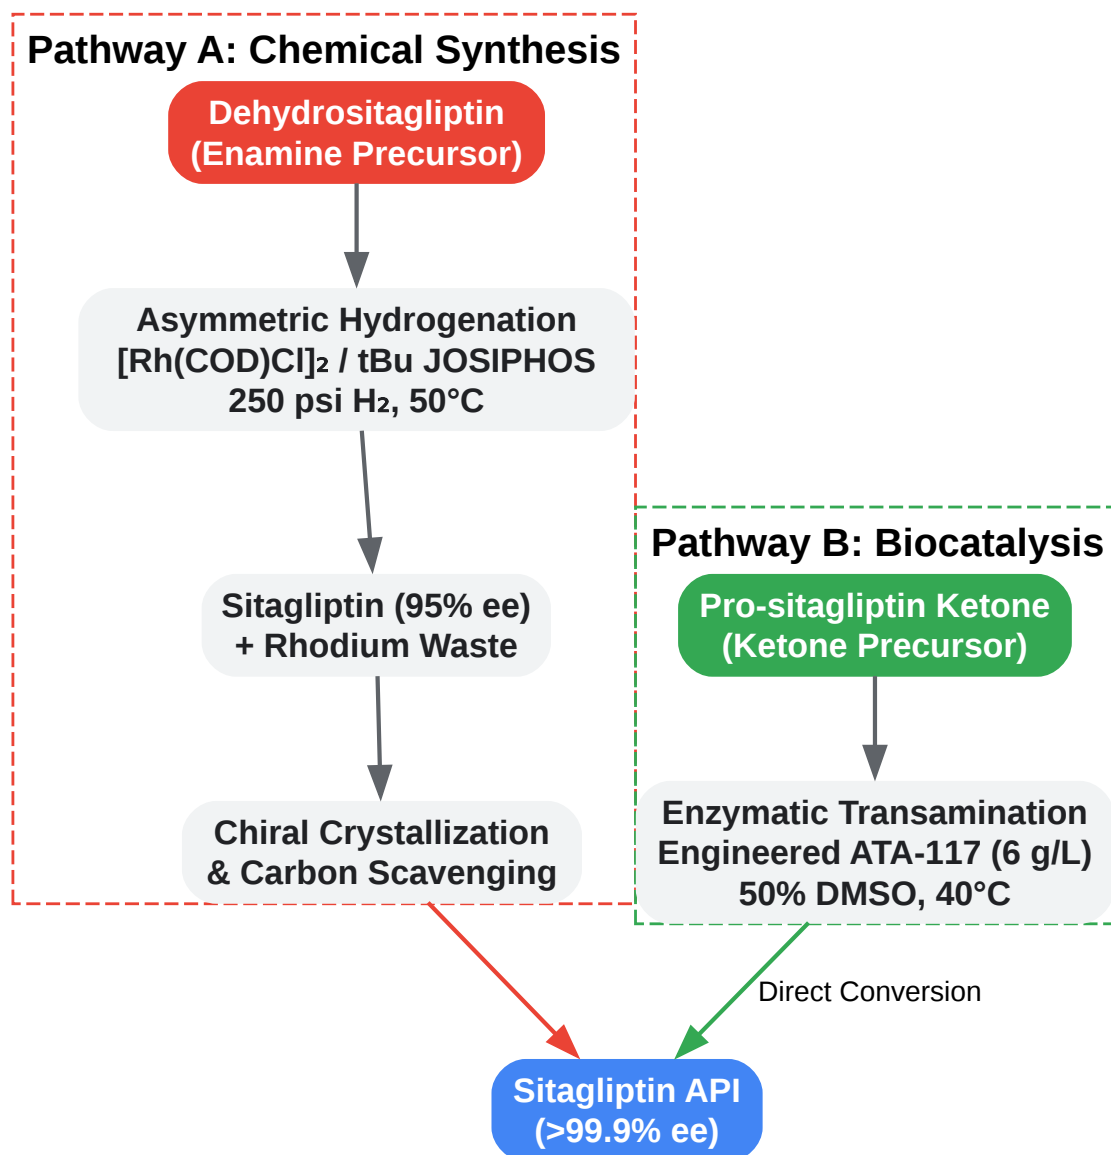 Pathway A: Chemical Synthesis
Dehydrositagliptin
(Enamine Precursor)
Asymmetric Hydrogenation
[Rh(COD)Cl]₂ / tBu JOSIPHOS
250 psi H₂, 50°C
Sitagliptin (95% ee)
+ Rhodium Waste
Chiral Crystallization
& Carbon Scavenging
Pathway B: Biocatalysis
Pro-sitagliptin Ketone
(Ketone Precursor)
Enzymatic Transamination
Engineered ATA-117 (6 g/L)
50% DMSO, 40°C
Direct Conversion
Sitagliptin API
(>99.9% ee)